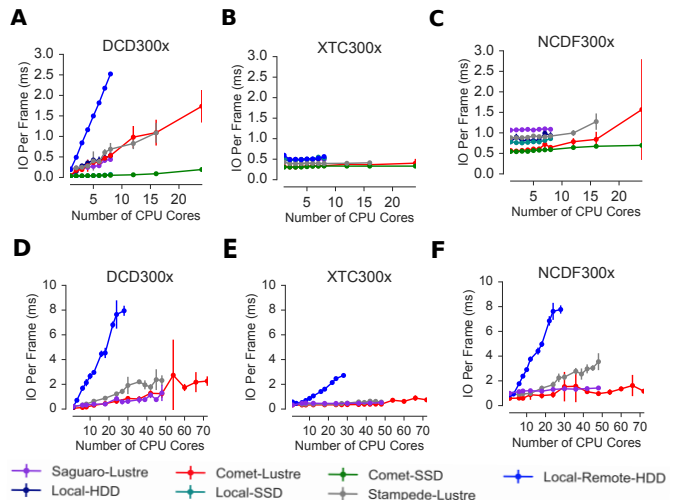 A
DCD300x
IO Per Frame (ms)
3.0
2.5
2.0
1.5
1.0
0.5
0.0
5 10 15 20
Number of CPU Cores
B
XTC300x
IO Per Frame (ms)
3.0
2.5
2.0
1.5
1.0
0.5
0.0
5 10 15 20
Number of CPU Cores
C
NCDF300x
IO Per Frame (ms)
3.0
2.5
2.0
1.5
1.0
0.5
0.0
5 10 15 20
Number of CPU Cores
D
DCD300x
IO Per Frame (ms)
10
8
6
4
2
0
10 20 30 40 50 60 70
Number of CPU Cores
E
XTC300x
IO Per Frame (ms)
10
8
6
4
2
0
10 20 30 40 50 60 70
Number of CPU Cores
F
NCDF300x
IO Per Frame (ms)
10
8
6
4
2
0
10 20 30 40 50 60 70
Number of CPU Cores
Saguaro-Lustre Comet-Lustre Comet-SSD Local-Remote-HDD
Local-HDD Local-SSD Stampede-Lustre